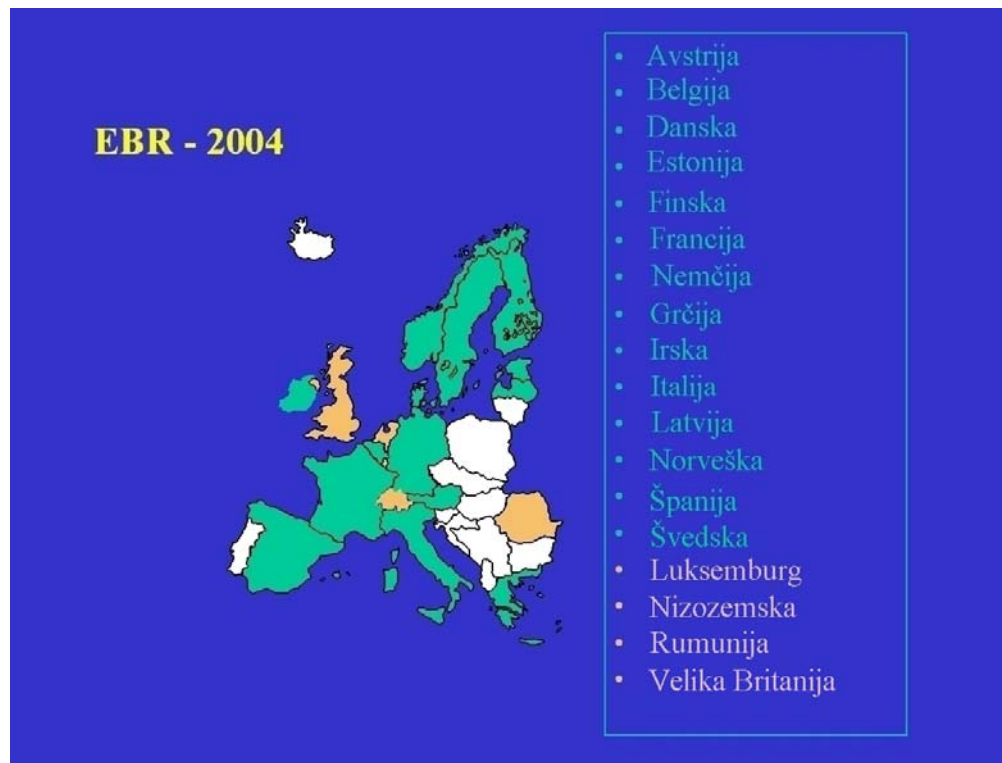 EBR - 2004
• Avstrija
• Belgija
• Danska
• Estonija
• Finska
• Francija
• Nemčija
• Grčija
• Irska
• Italija
• Latvija
• Norveška
• Španija
• Švedska
• Luksemburg
• Nizozemska
• Rumunija
• Velika Britanija